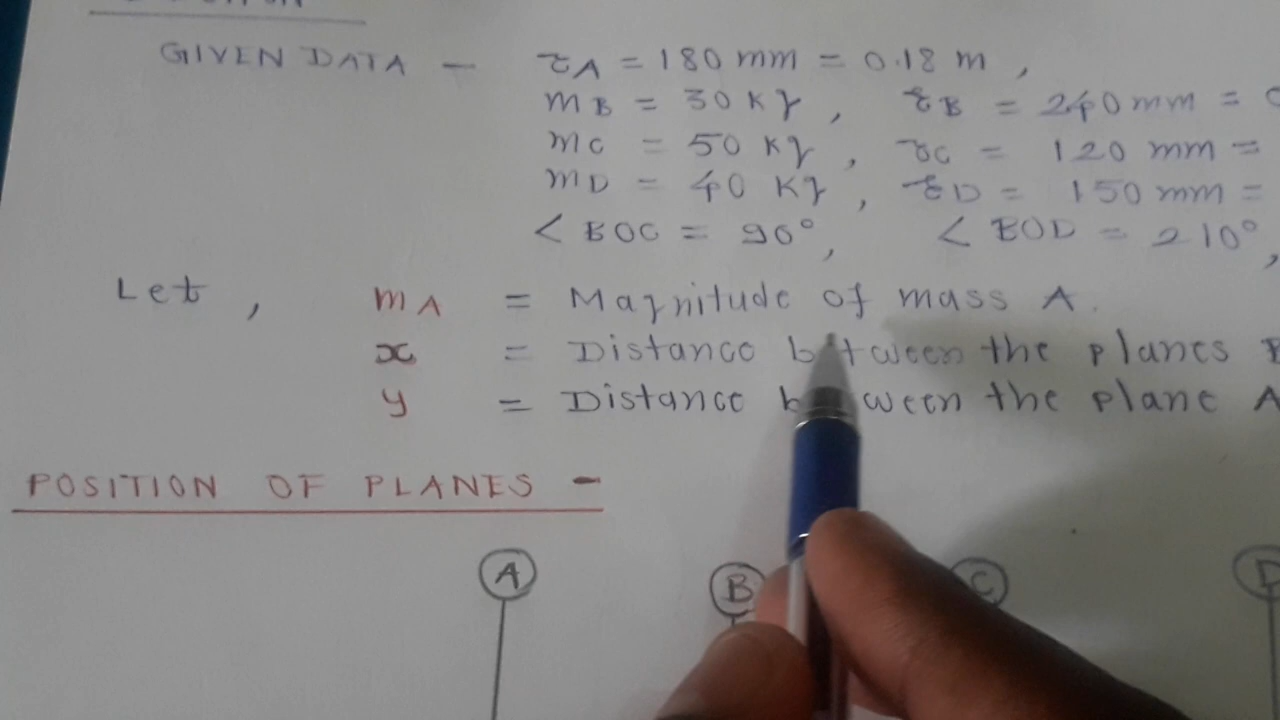 GIVEN DATA - rA = 180 mm = 0.18 m ,
mB = 30 Kg , rB = 240 mm =
mC = 50 Kg , rC = 120 mm =
mD = 40 Kg , rD = 150 mm =
< BOC = 90° , < BOD = 210° ,
Let , mA = Magnitude of mass A .
x = Distance between the planes
y = Distance between the plane A
POSITION OF PLANES -
A B C D